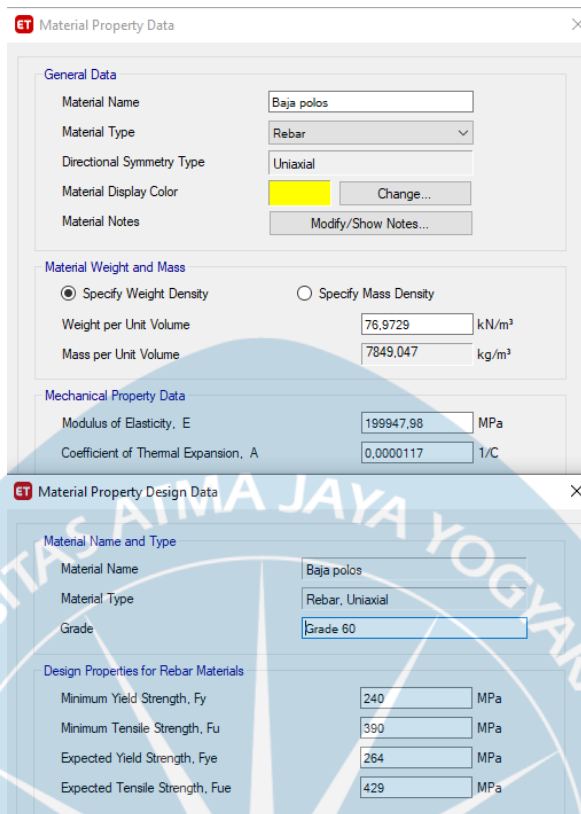 ET Material Property Data
General Data
Material Name Baja polos
Material Type Rebar
Directional Symmetry Type Uniaxial
Material Display Color Change...
Material Notes Modify/Show Notes...
Material Weight and Mass
Specify Weight Density Specify Mass Density
Weight per Unit Volume 76,9729 kN/m³
Mass per Unit Volume 7849,047 kg/m³
Mechanical Property Data
Modulus of Elasticity, E 199947,98 MPa
Coefficient of Thermal Expansion, A 0,0000117 1/C
ET Material Property Design Data
SITAS ATMA JAYA YOGYA
Material Name and Type
Material Name Baja polos
Material Type Rebar, Uniaxial
Grade Grade 60
Design Properties for Rebar Materials
Minimum Yield Strength, Fy 240 MPa
Minimum Tensile Strength, Fu 390 MPa
Expected Yield Strength, Fye 264 MPa
Expected Tensile Strength, Fue 429 MPa